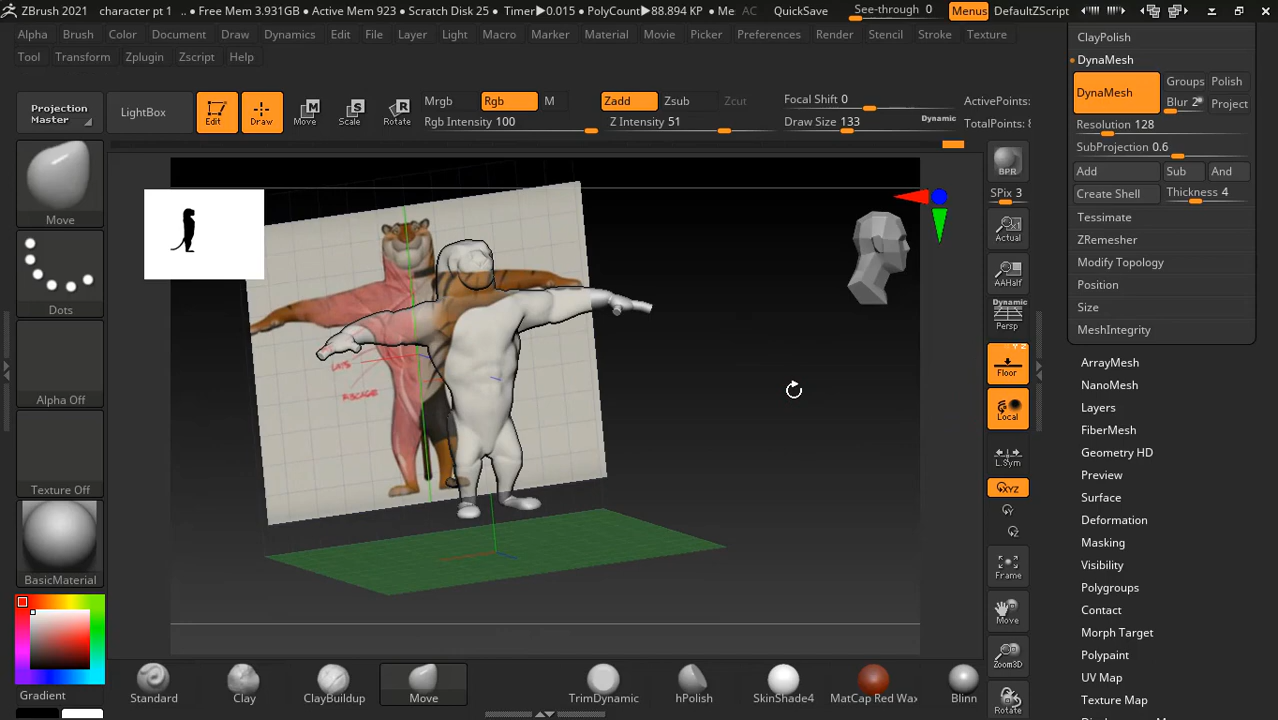 ZBrush 2021 character pt 1 .. • Free Mem 3.931GB • Active Mem 923 • Scratch Disk 25 • Timer▶0.015 • PolyCount▶88.894 KP • Me AC QuickSave See-through 0 Menus DefaultZScript
Alpha Brush Color Document Draw Dynamics Edit File Layer Light Macro Marker Material Movie Picker Preferences Render Stencil Stroke Texture
Tool Transform Zplugin Zscript Help
Projection Master
LightBox
Edit Draw Move Scale Rotate
Mrgb Rgb M
Rgb Intensity 100
Zadd Zsub Zcut
Z Intensity 51
Focal Shift 0
Draw Size 133
Dynamic
ActivePoints:
TotalPoints: 8
Move
Dots
Alpha Off
Texture Off
BasicMaterial
Gradient
LATS
BPR
SPix 3
Actual
AAHalf
Dynamic
Persp
Y Z
Floor
Local
L.Sym
XYZ
Y
Z
Frame
Move
Zoom3D
Rotate
ClayPolish
DynaMesh
DynaMesh Groups Polish
Blur 2 Project
Resolution 128
SubProjection 0.6
Add Sub And
Create Shell Thickness 4
Tessimate
ZRemesher
Modify Topology
Position
Size
MeshIntegrity
ArrayMesh
NanoMesh
Layers
FiberMesh
Geometry HD
Preview
Surface
Deformation
Masking
Visibility
Polygroups
Contact
Morph Target
Polypaint
UV Map
Texture Map
Standard Clay ClayBuildup Move TrimDynamic hPolish SkinShade4 MatCap Red Wax Blinn